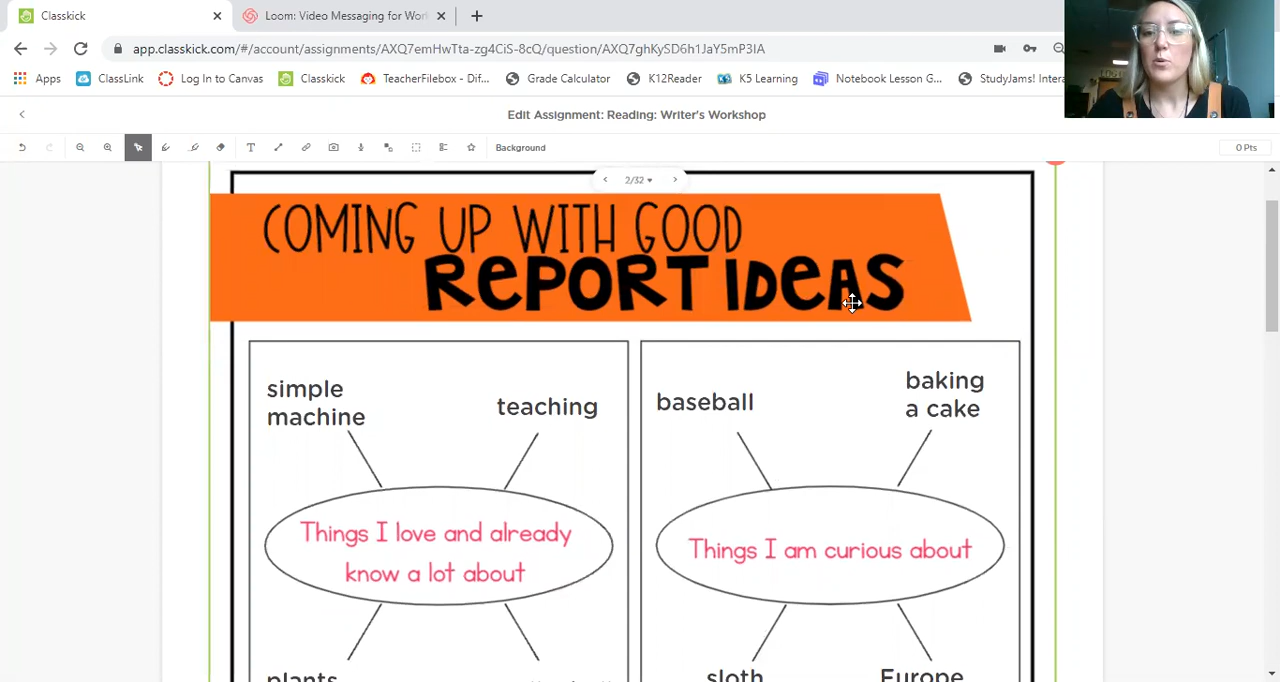 Classkick
Loom: Video Messaging for Wor
app.classkick.com/#/account/assignments/AXQ7emHwTta-zg4CiS-8cQ/question/AXQ7ghKySD6h1JaY5mP3IA
Apps ClassLink Log In to Canvas Classkick TeacherFilebox - Dif... Grade Calculator K12Reader K5 Learning Notebook Lesson G... StudyJams! Intera
Edit Assignment: Reading: Writer's Workshop
T Background 0 Pts
2/32
COMING UP WITH GOOD
REPORT IDEAS
simple
machine
teaching
Things I love and already
know a lot about
plants
baseball
baking
a cake
Things I am curious about
sloth
Europe